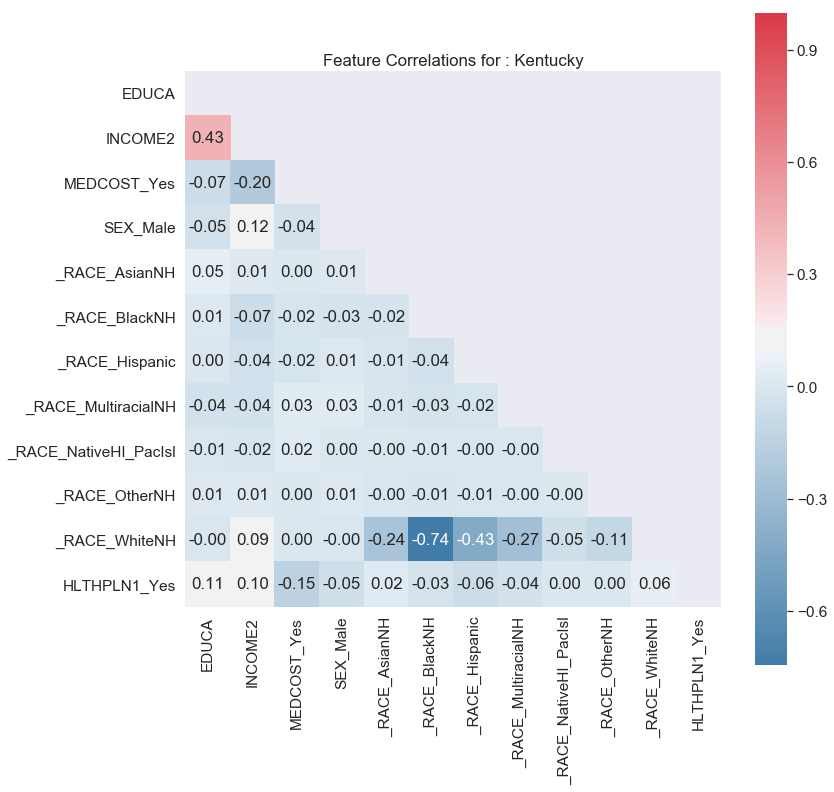 Feature Correlations for : Kentucky
0.9
EDUCA
INCOME2 0.43
0.6
MEDCOST_Yes -0.07 -0.20
SEX_Male -0.05 0.12 -0.04
_RACE_AsianNH 0.05 0.01 0.00 0.01
0.3
_RACE_BlackNH 0.01 -0.07 -0.02 -0.03 -0.02
_RACE_Hispanic 0.00 -0.04 -0.02 0.01 -0.01 -0.04
0.0
_RACE_MultiracialNH -0.04 -0.04 0.03 0.03 -0.01 -0.03 -0.02
_RACE_NativeHI_PacIsl -0.01 -0.02 0.02 0.00 -0.00 -0.01 -0.00 -0.00
_RACE_OtherNH 0.01 0.01 0.00 0.01 -0.00 -0.01 -0.01 -0.00 -0.00
−0.3
_RACE_WhiteNH -0.00 0.09 0.00 -0.00 -0.24 -0.74 -0.43 -0.27 -0.05 -0.11
HLTHPLN1_Yes 0.11 0.10 -0.15 -0.05 0.02 -0.03 -0.06 -0.04 0.00 0.00 0.06
−0.6
EDUCA
INCOME2
MEDCOST_Yes
SEX_Male
_RACE_AsianNH
_RACE_BlackNH
_RACE_Hispanic
_RACE_MultiracialNH
_RACE_NativeHI_PacIsl
_RACE_OtherNH
_RACE_WhiteNH
HLTHPLN1_Yes